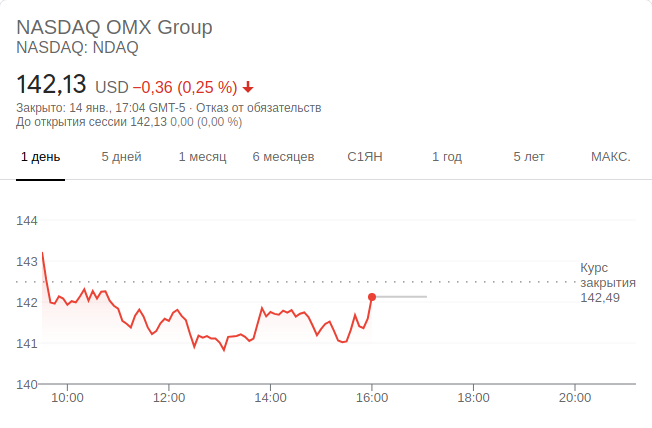 NASDAQ OMX Group
NASDAQ: NDAQ
142,13 USD −0,36 (0,25 %)
Закрыто: 14 янв., 17:04 GMT-5 · Отказ от обязательств
До открытия сессии 142,13 0,00 (0,00 %)
1 день 5 дней 1 месяц 6 месяцев С1ЯН 1 год 5 лет МАКС.
144
143
Курс
закрытия
142,49
142
141
140
10:00 12:00 14:00 16:00 18:00 20:00